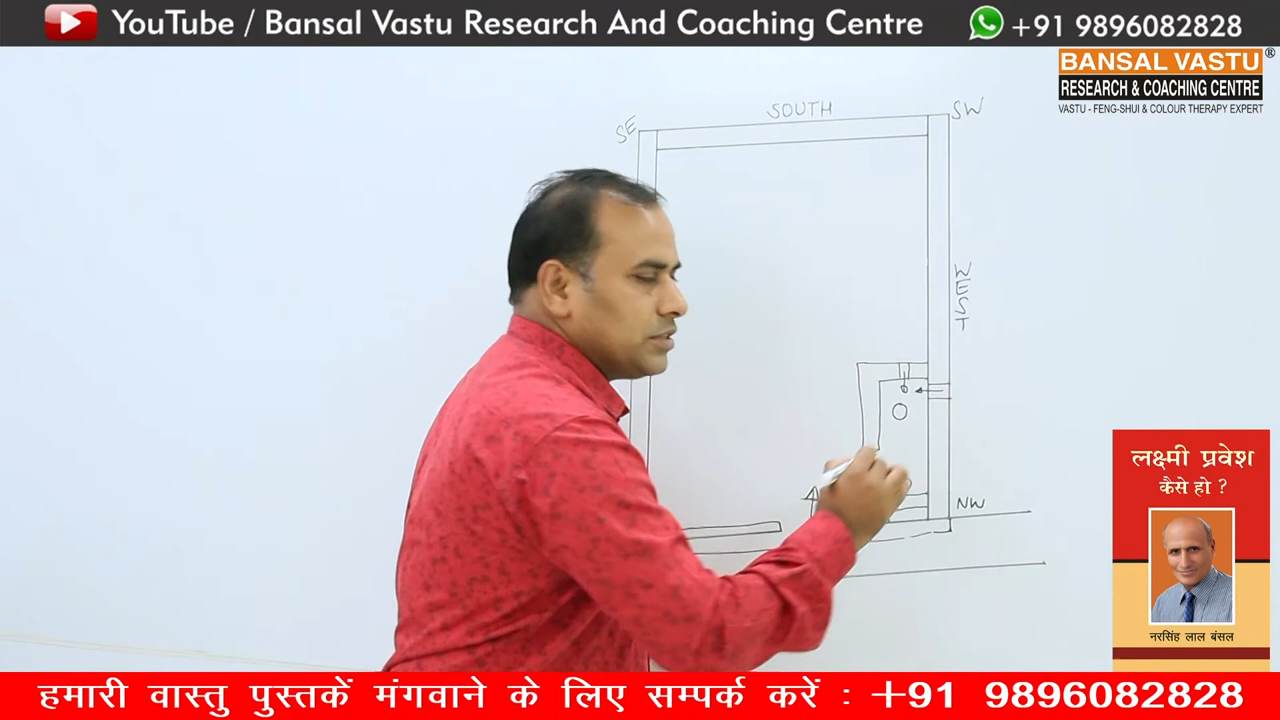 YouTube / Bansal Vastu Research And Coaching Centre
+91 9896082828
BANSAL VASTU®
RESEARCH & COACHING CENTRE
VASTU - FENG-SHUI & COLOUR THERAPY EXPERT
SE
SOUTH
SW
WEST
NW
लक्ष्मी प्रवेश
कैसे हो ?
नरसिंह लाल बंसल
हमारी वास्तु पुस्तकें मंगवाने के लिए सम्पर्क करें : +91 9896082828